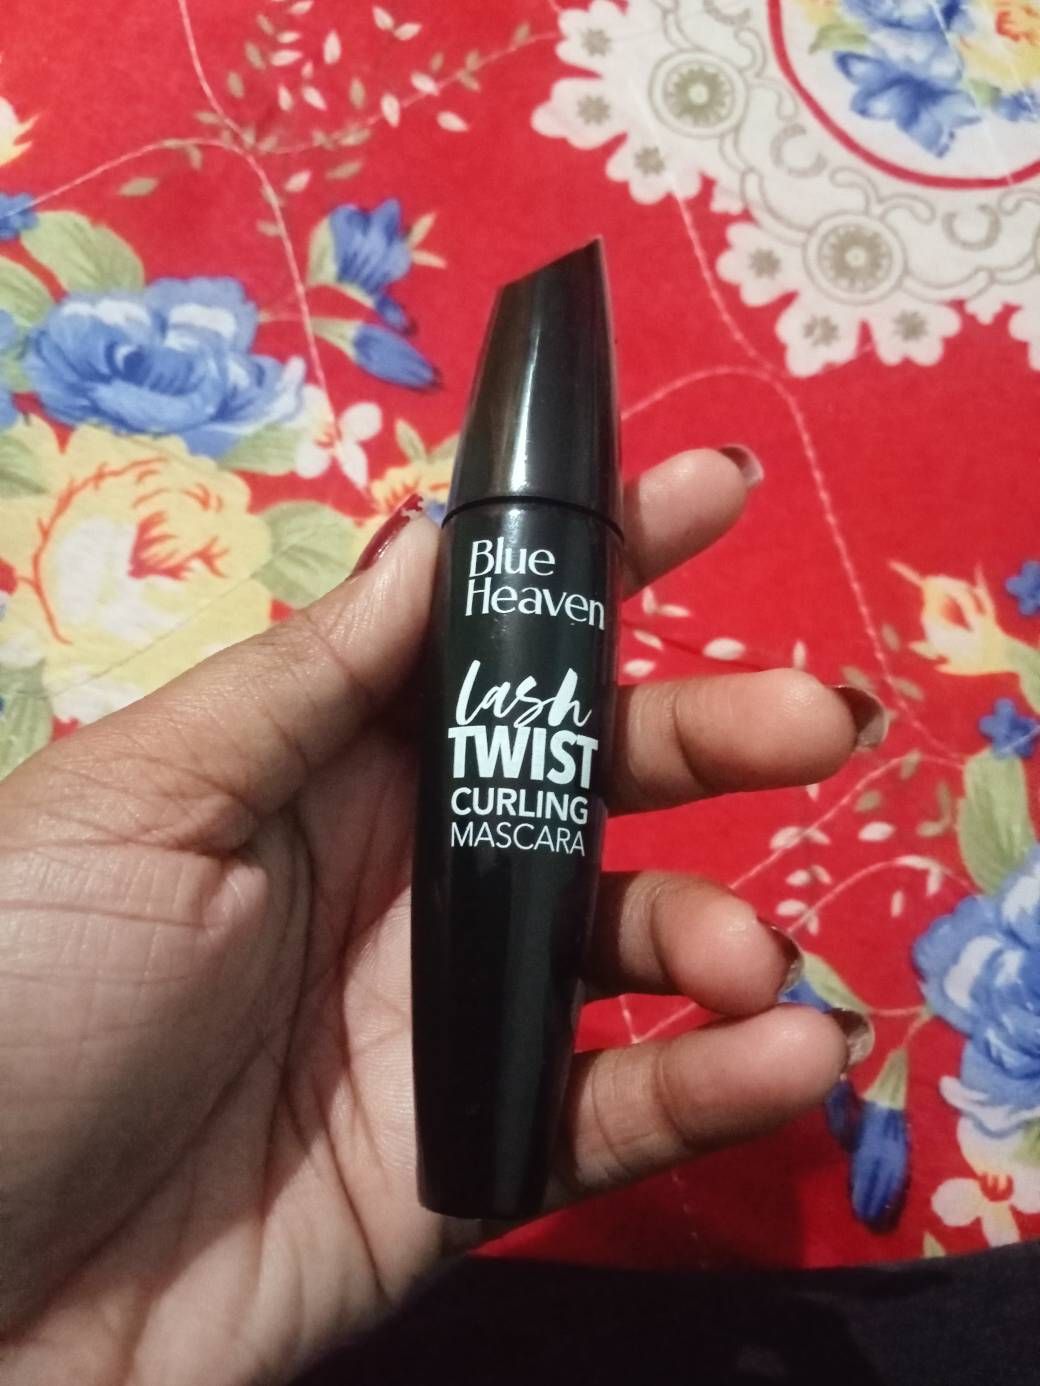 Blue
Heaven
lash
TWIST
CURLING
MASCARA